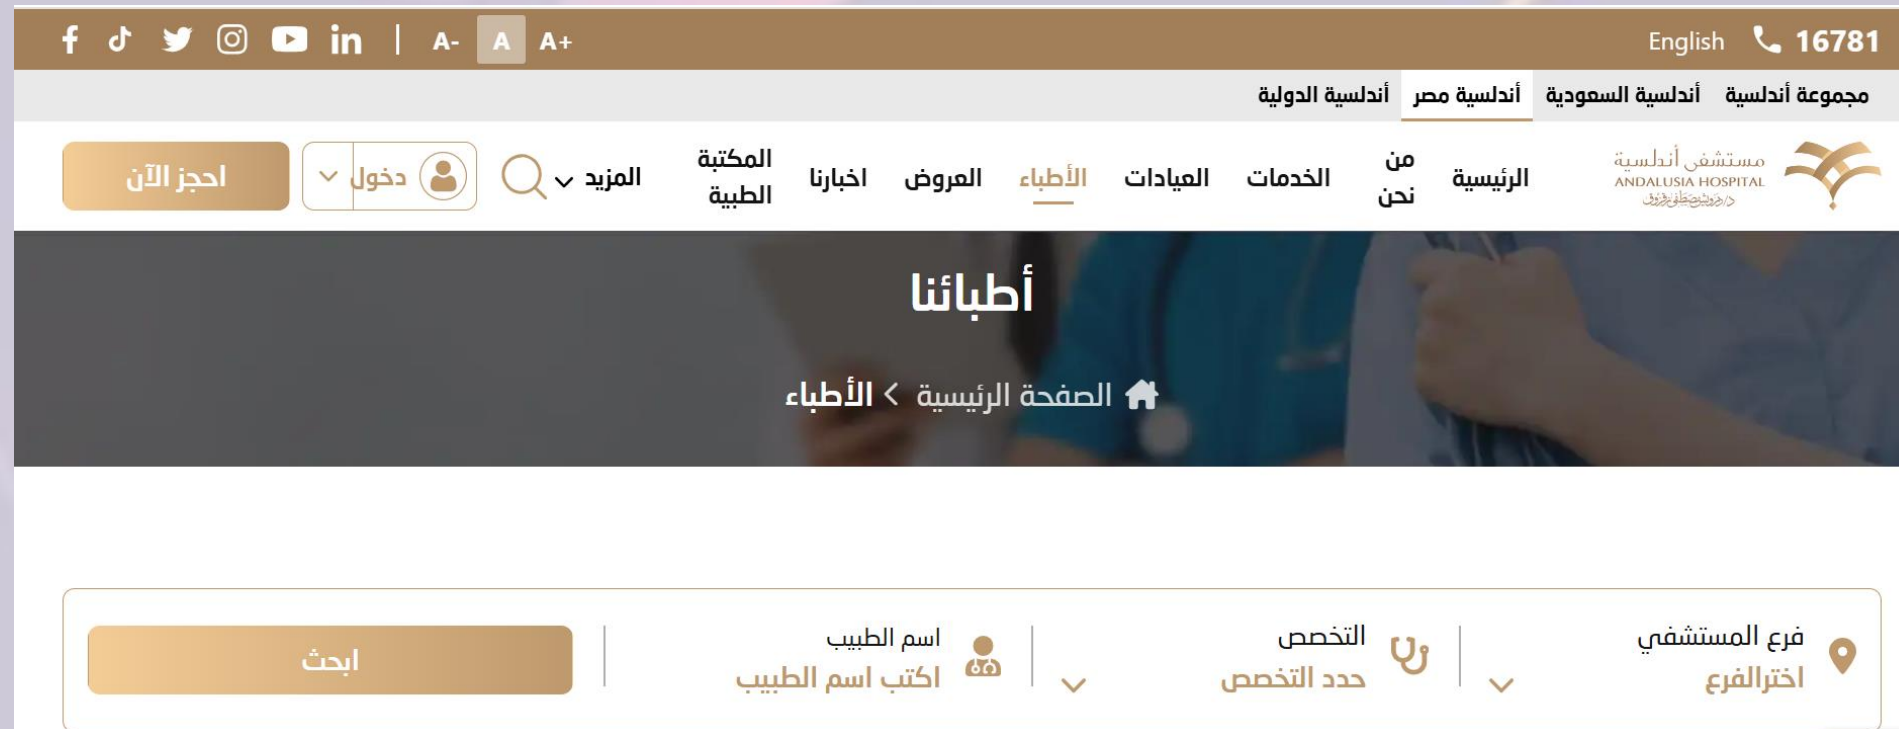 English 16781
A- A A+
مجموعة أندلسية أندلسية السعودية أندلسية مصر أندلسية الدولية
مستشفى أندلسية
ANDALUSIA HOSPITAL
الرئيسية
من
نحن
الخدمات
العيادات
الأطباء
العروض
اخبارنا
المكتبة
الطبية
المزيد
دخول
احجز الآن
أطبائنا
الصفحة الرئيسية > الأطباء
فرع المستشفي
اخترالفرع
التخصص
حدد التخصص
اسم الطبيب
اكتب اسم الطبيب
ابحث